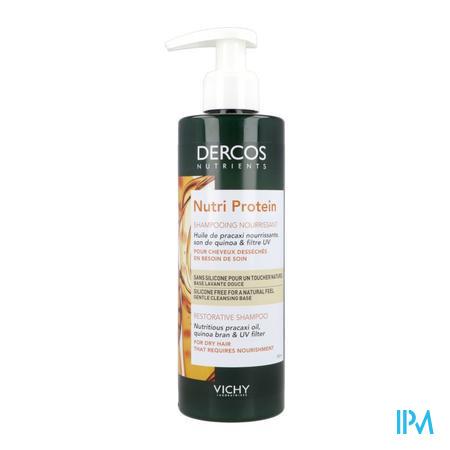 DERCOS
NUTRIENTS
Nutri Protein
SHAMPOOING NOURRISSANT
Huile de pracaxi nourrissante,
son de quinoa & filtre UV
POUR CHEVEUX DESSÉCHÉS
EN BESOIN DE SOIN
SANS SILICONE POUR UN TOUCHER NATUREL
BASE LAVANTE DOUCE
SILICONE FREE FOR A NATURAL FEEL
GENTLE CLEANSING BASE
RESTORATIVE SHAMPOO
Nutritious pracaxi oil,
quinoa bran & UV filter
FOR DRY HAIR
THAT REQUIRES NOURISHMENT
VICHY
LABORATOIRES
IPM